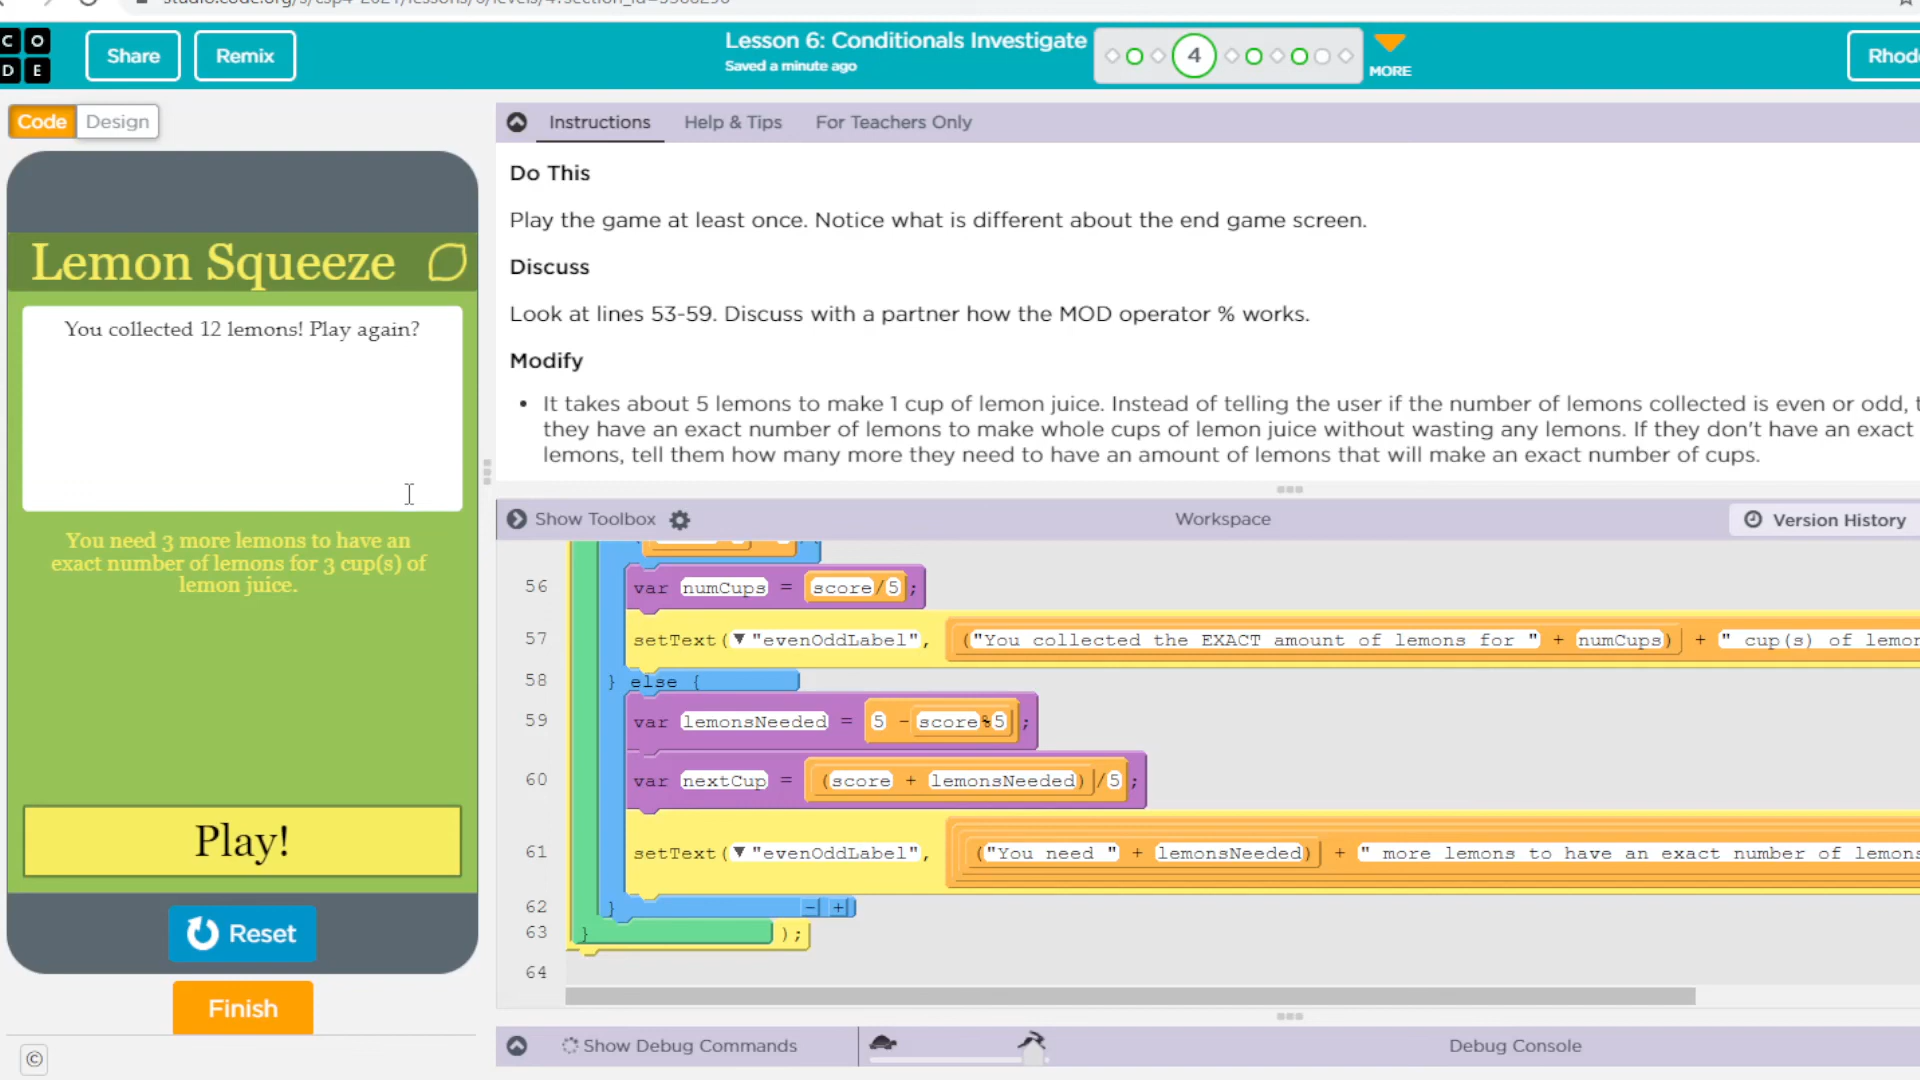 C O D E
Share
Remix
Lesson 6: Conditionals Investigate
Saved a minute ago
4
MORE
Code
Design
Instructions
Help & Tips
For Teachers Only
Do This
Play the game at least once. Notice what is different about the end game screen.
Discuss
Look at lines 53-59. Discuss with a partner how the MOD operator % works.
Modify
• It takes about 5 lemons to make 1 cup of lemon juice. Instead of telling the user if the number of lemons collected is even or odd,
they have an exact number of lemons to make whole cups of lemon juice without wasting any lemons. If they don't have an exact
lemons, tell them how many more they need to have an amount of lemons that will make an exact number of cups.
Lemon Squeeze
You collected 12 lemons! Play again?
You need 3 more lemons to have an
exact number of lemons for 3 cup(s) of
lemon juice.
Play!
Reset
Finish
©
Show Toolbox
Workspace
Version History
56 var numCups = score/5;
57 setText(▼"evenOddLabel", ("You collected the EXACT amount of lemons for " + numCups) + " cup(s) of
58 } else {
59 var lemonsNeeded = 5 - score%5;
60 var nextCup = (score + lemonsNeeded)/5;
61 setText(▼"evenOddLabel", ("You need " + lemonsNeeded) + " more lemons to have an exact number of lemons
62 } - +
63 } );
64
Show Debug Commands
Debug Console